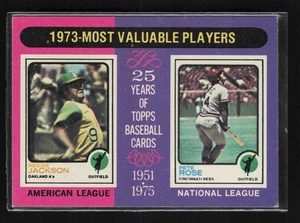 1973-MOST VALUABLE PLAYERS
25
YEARS
OF
TOPPS
BASEBALL
CARDS
1951
1975
REGGIE
JACKSON
OAKLAND A's
OUTFIELD
AMERICAN LEAGUE
PETE
ROSE
CINCINNATI REDS
OUTFIELD
NATIONAL LEAGUE